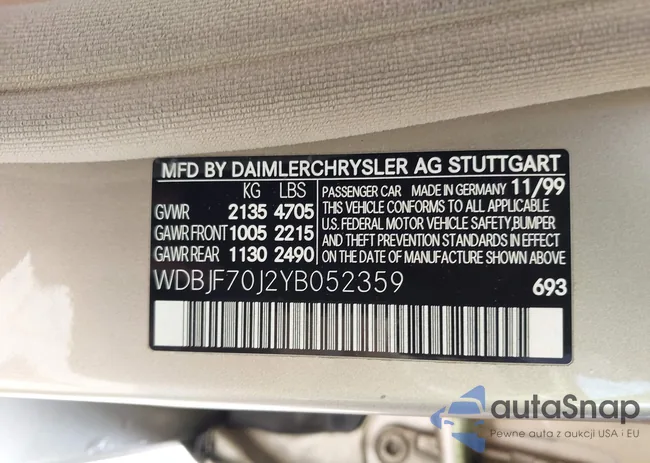 MFD BY DAIMLERCHRYSLER AG STUTTGART
KG LBS
GVWR 2135 4705
GAWR FRONT 1005 2215
GAWR REAR 1130 2490
PASSENGER CAR MADE IN GERMANY 11/99
THIS VEHICLE CONFORMS TO ALL APPLICABLE
U.S. FEDERAL MOTOR VEHICLE SAFETY,BUMPER
AND THEFT PREVENTION STANDARDS IN EFFECT
ON THE DATE OF MANUFACTURE SHOWN ABOVE
WDBJF70J2YB052359
693
autaSnap
Pewne auta z aukcji USA i EU